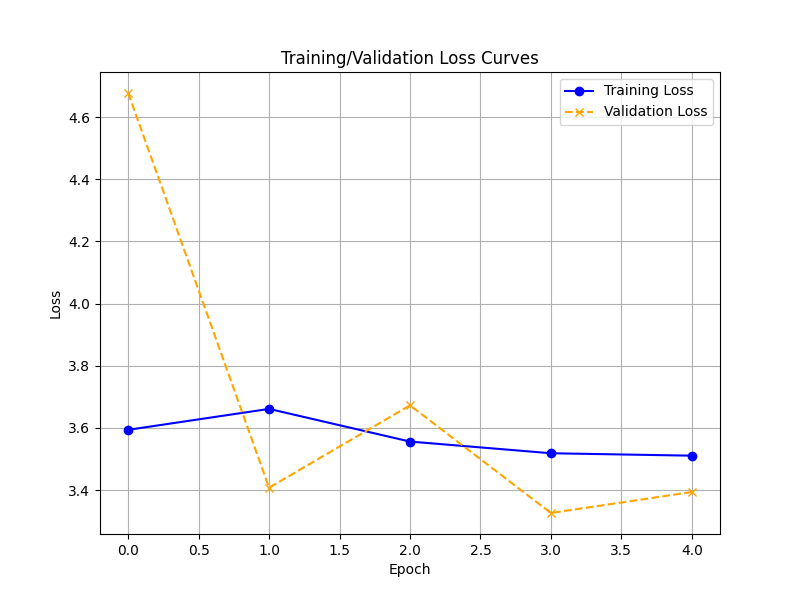 Training/Validation Loss Curves
Training Loss
Validation Loss
Loss
4.6
4.4
4.2
4.0
3.8
3.6
3.4
0.0 0.5 1.0 1.5 2.0 2.5 3.0 3.5 4.0
Epoch